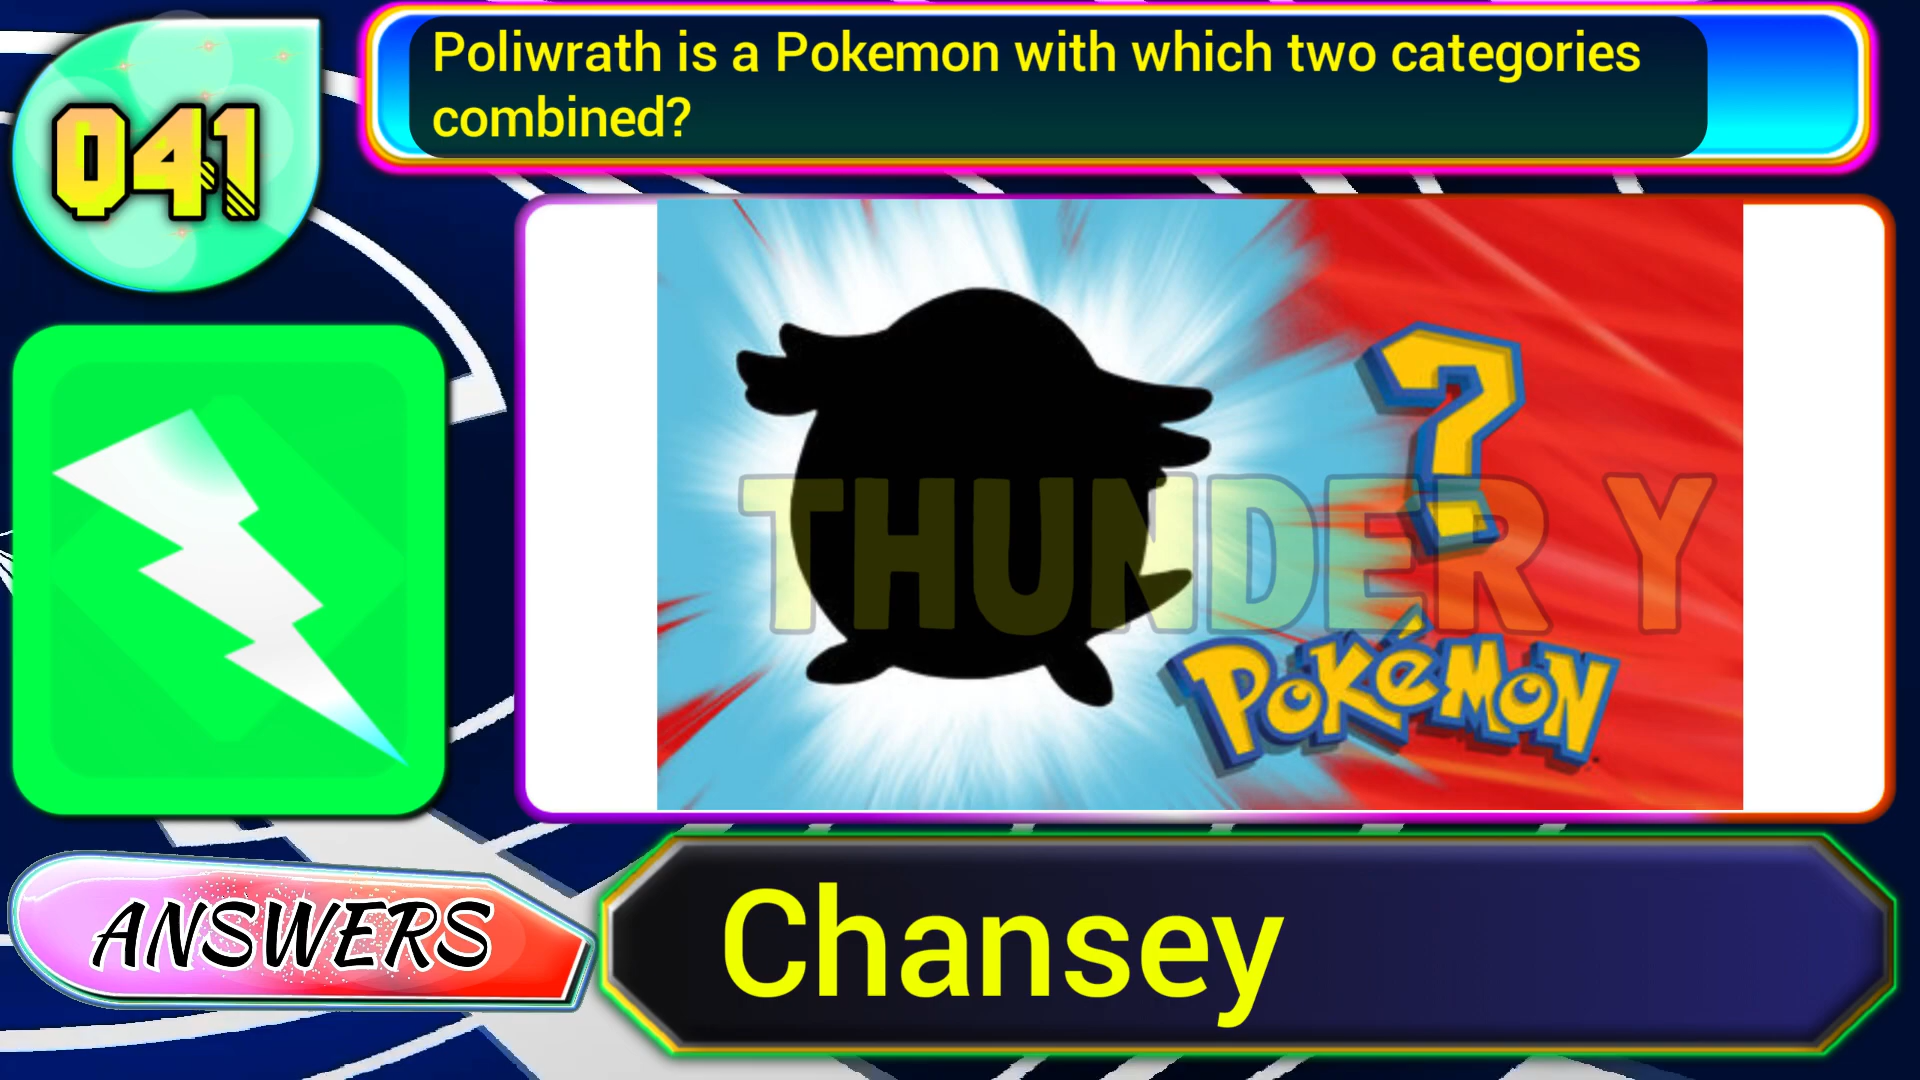 041
Poliwrath is a Pokemon with which two categories
combined?
?
THUNDER Y
POKéMON
ANSWERS
Chansey